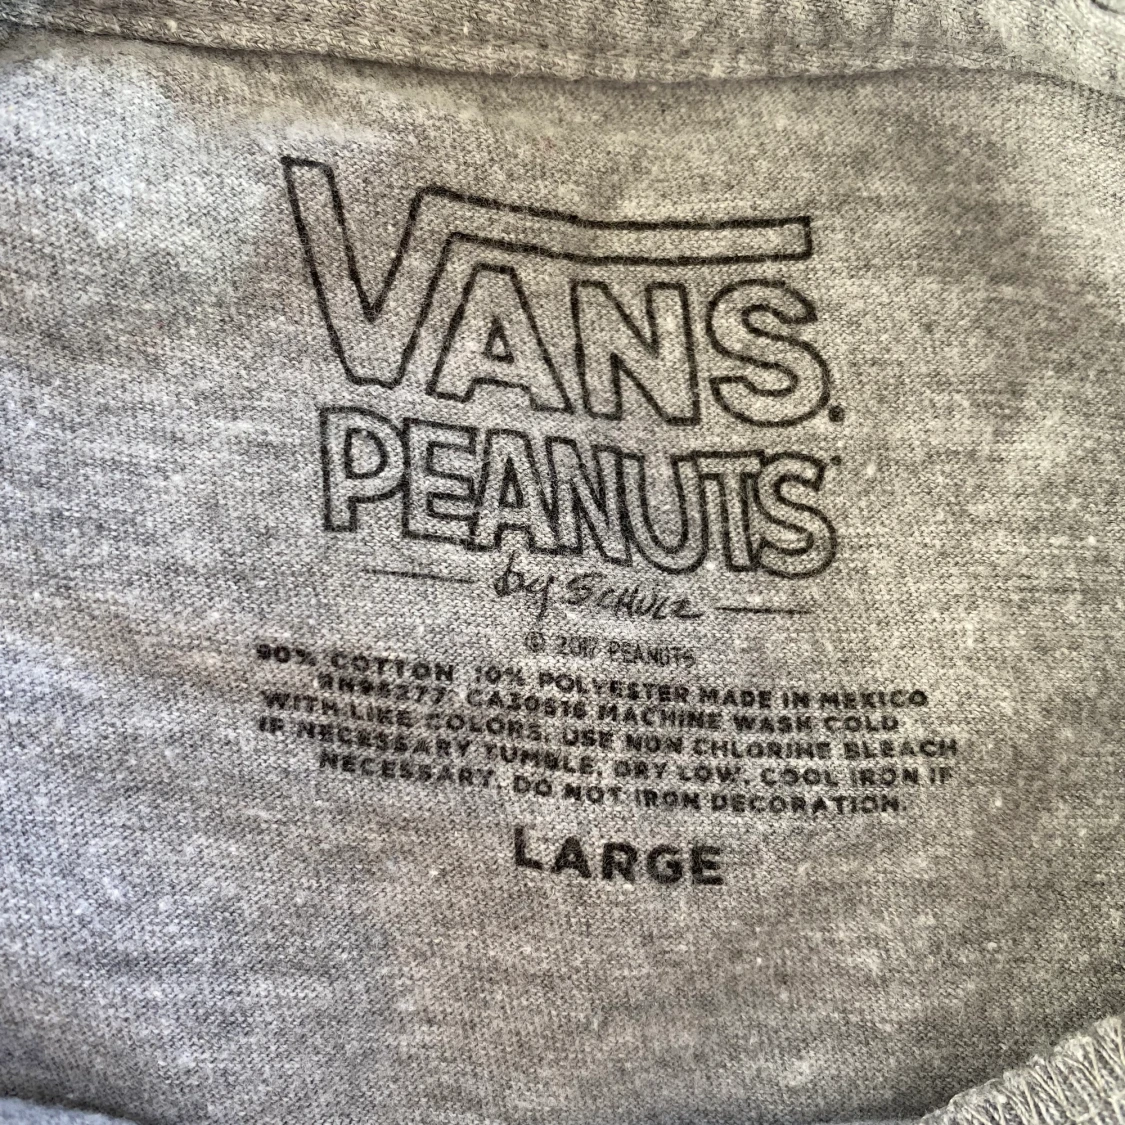 VANS.
PEANUTS
by SCHULZ
© 2017 PEANUTS
90% COTTON 10% POLYESTER MADE IN MEXICO
CA30516 MACHINE WASH COLD
WITH LIKE COLORS, USE NON CHLORINE BLEACH
IF NECESSARY TUMBLE, DRY LOW, COOL IRON IF
NECESSARY. DO NOT IRON DECORATION.
LARGE